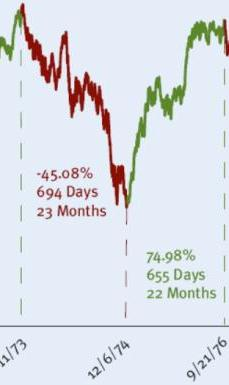 -45.08%
694 Days
23 Months
74.98%
655 Days
22 Months
11/73
12/6/74
9/21/76